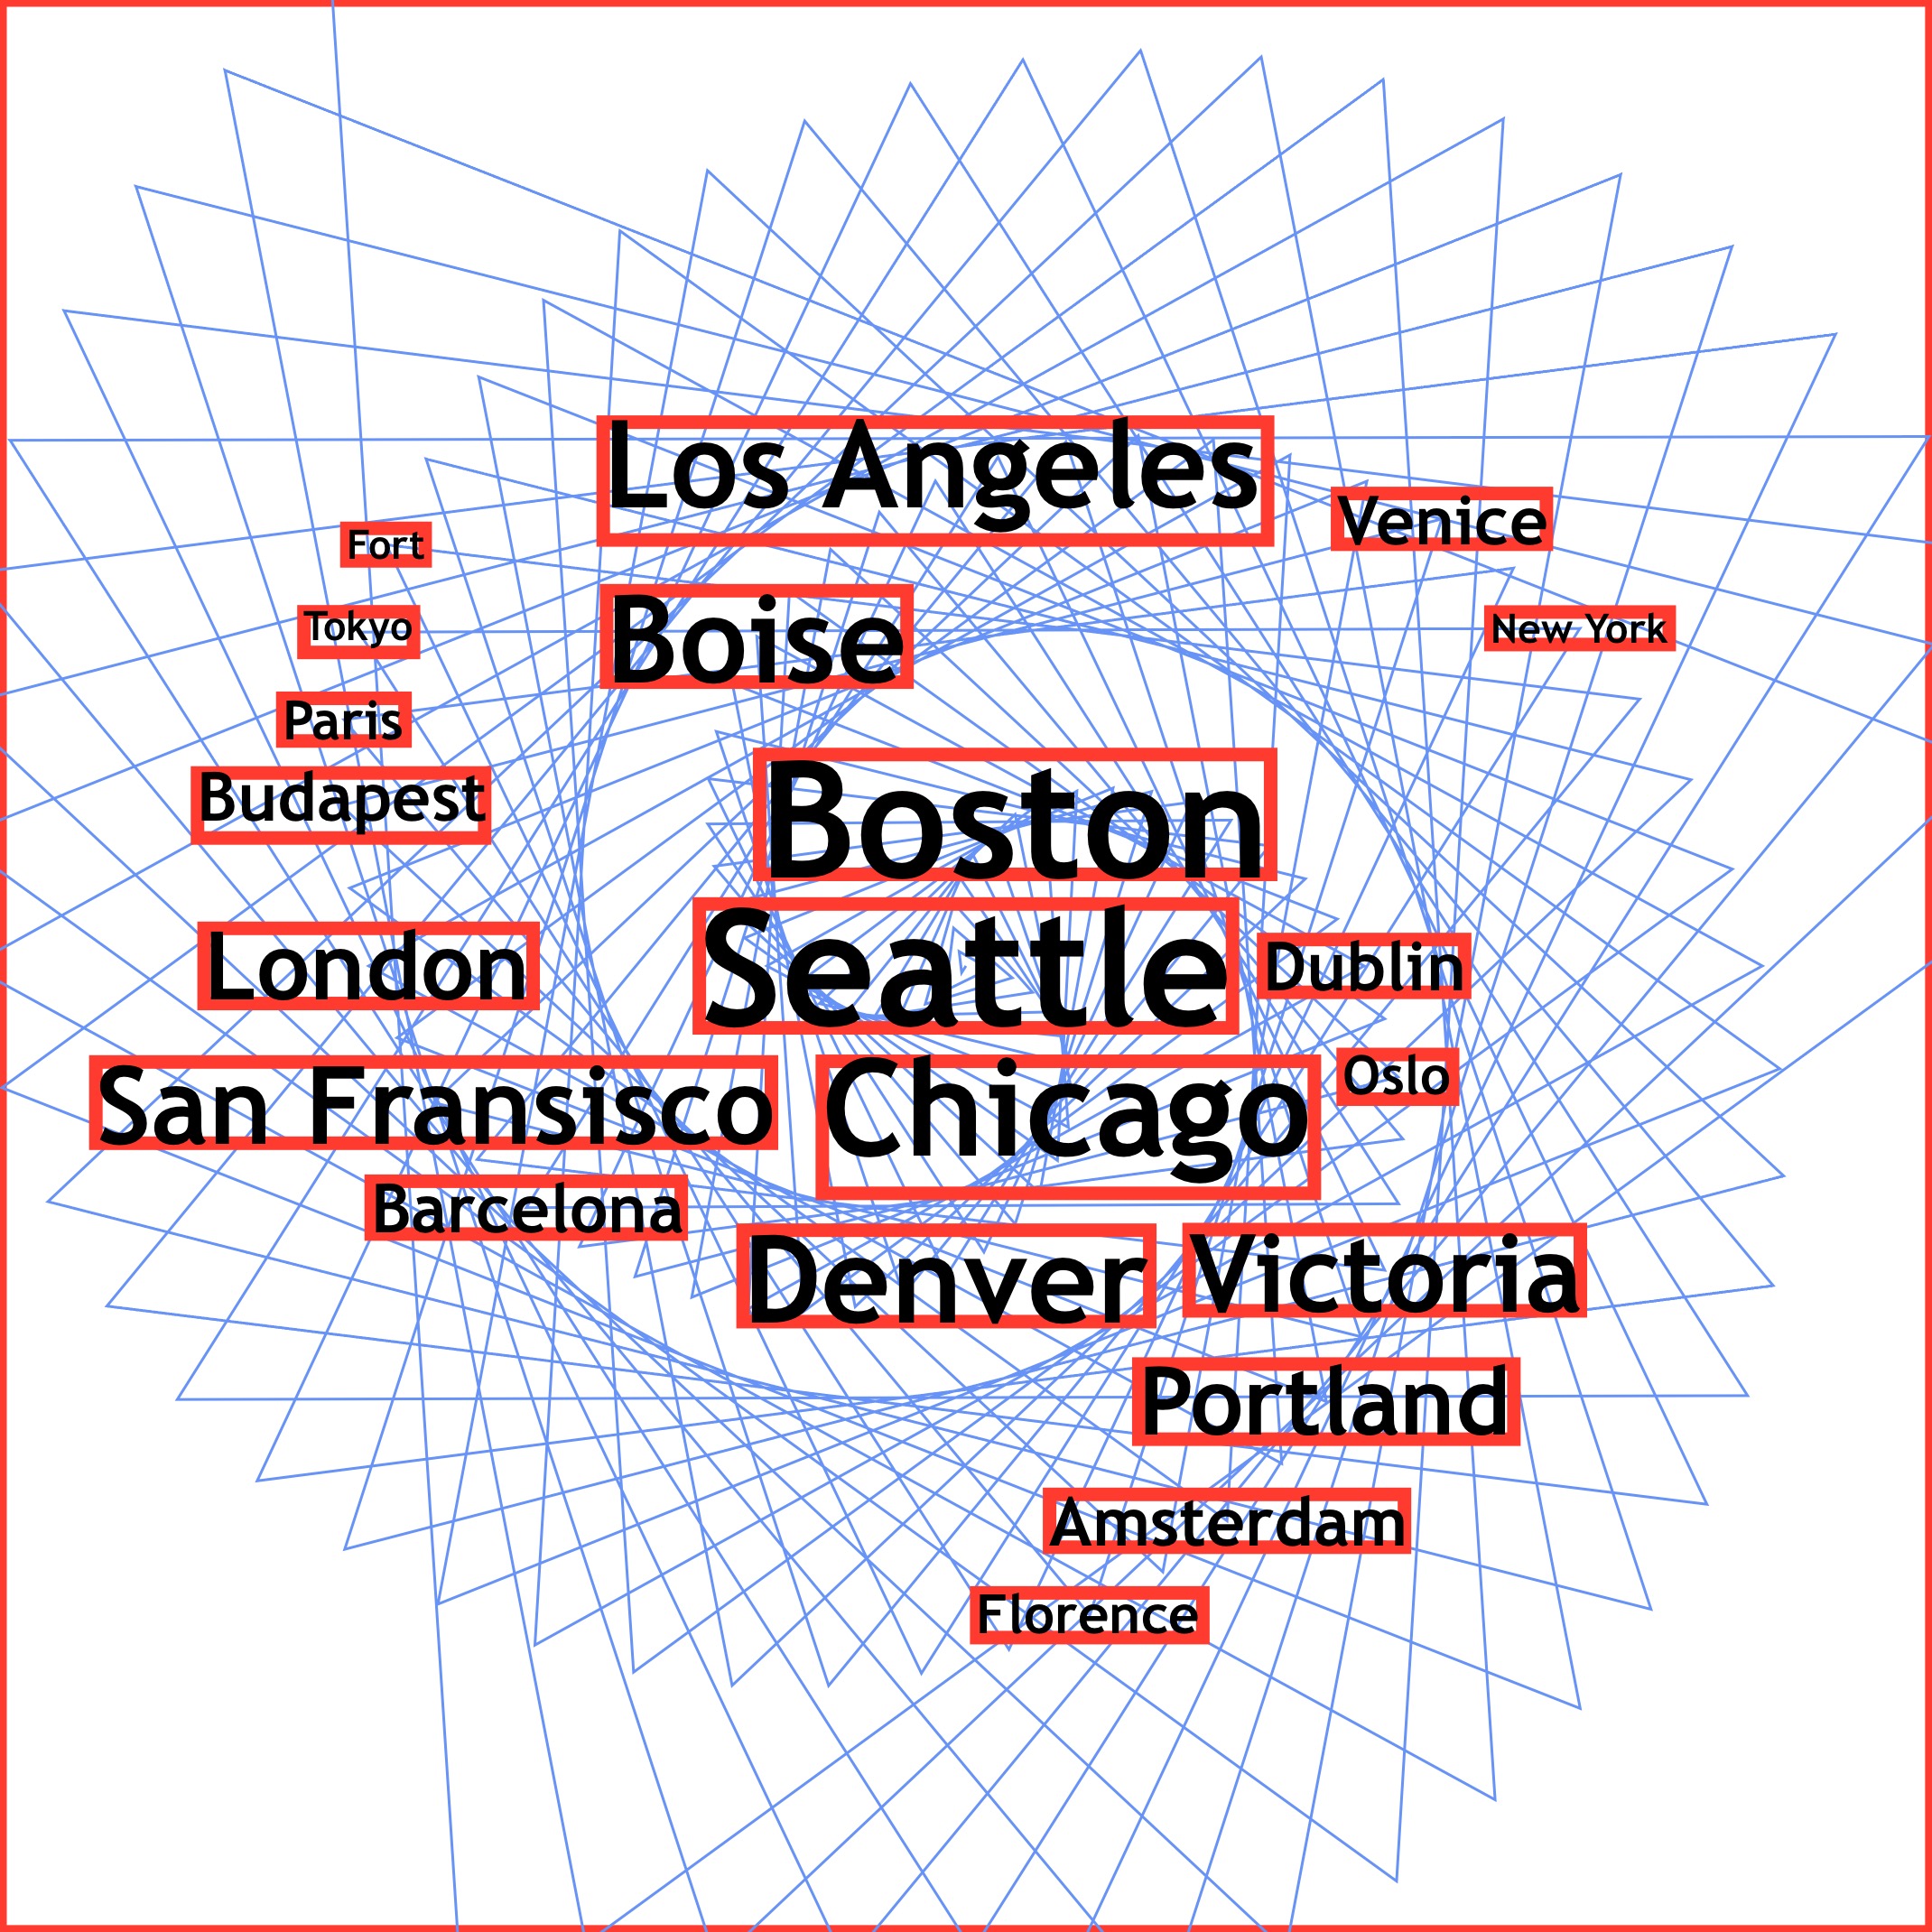 Los Angeles
Venice
Fort
Tokyo
Boise
New York
Paris
Budapest
Boston
London
Seattle
Dublin
San Fransisco
Chicago
Oslo
Barcelona
Denver
Victoria
Portland
Amsterdam
Florence